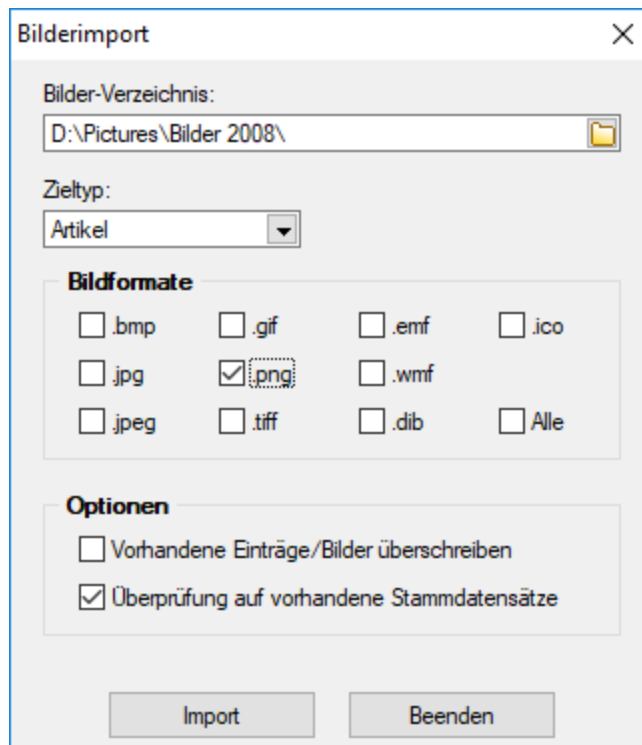 Bilderimport
Bilder-Verzeichnis:
D:\Pictures\Bilder 2008\
Zieltyp:
Artikel
Bildformate
.bmp .gif .emf .ico
.jpg .png .wmf
.jpeg .tiff .dib Alle
Optionen
Vorhandene Einträge/Bilder überschreiben
Überprüfung auf vorhandene Stammdatensätze
Import Beenden